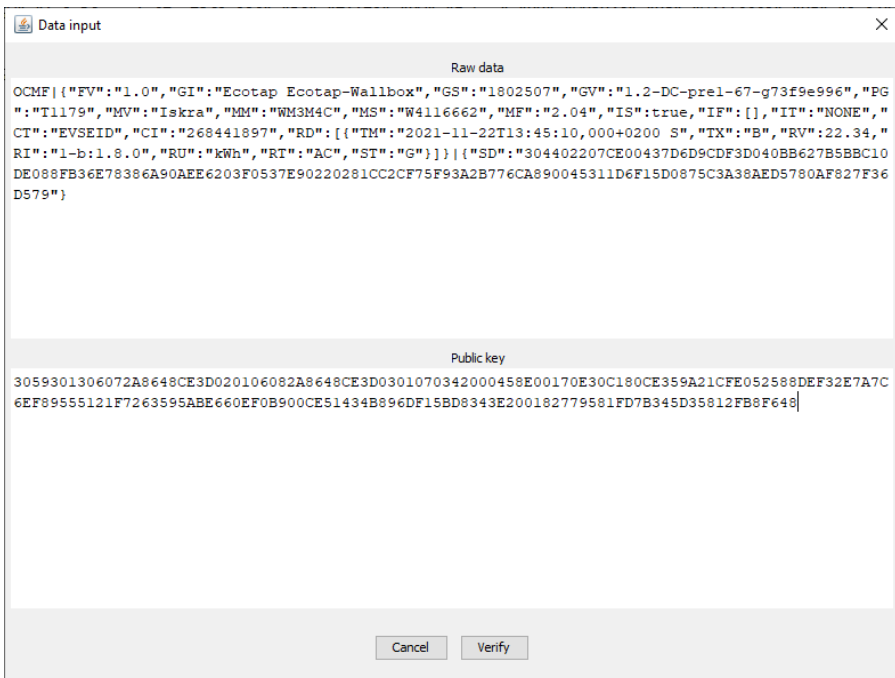 Data input
Raw data
OCMF|{"FV":"1.0","GI":"Ecotap Ecotap-Wallbox","GS":"1802507","GV":"1.2-DC-pre1-67-g73f9e996","PG
":"T1179","MV":"Iskra","MM":"WM3M4C","MS":"W4116662","MF":"2.04","IS":true,"IF":[],"IT":"NONE","
CT":"EVSEID","CI":"268441897","RD":[{"TM":"2021-11-22T13:45:10,000+0200 S","TX":"B","RV":22.34,"
RI":"1-b:1.8.0","RU":"kWh","RT":"AC","ST":"G"}]}|{"SD":"304402207CE00437D6D9CDF3D040BB627B5BBC10
DE088FB36E78386A90AEE6203F0537E90220281CC2CF75F93A2B776CA890045311D6F15D0875C3A38AED5780AF827F36
D579"}
Public key
3059301306072A8648CE3D020106082A8648CE3D0301070342000458E00170E30C180CE359A21CFE052588DEF32E7A7C
6EF89555121F7263595ABE660EF0B900CE51434B896DF15BD8343E200182779581FD7B345D35812FB8F648
Cancel Verify